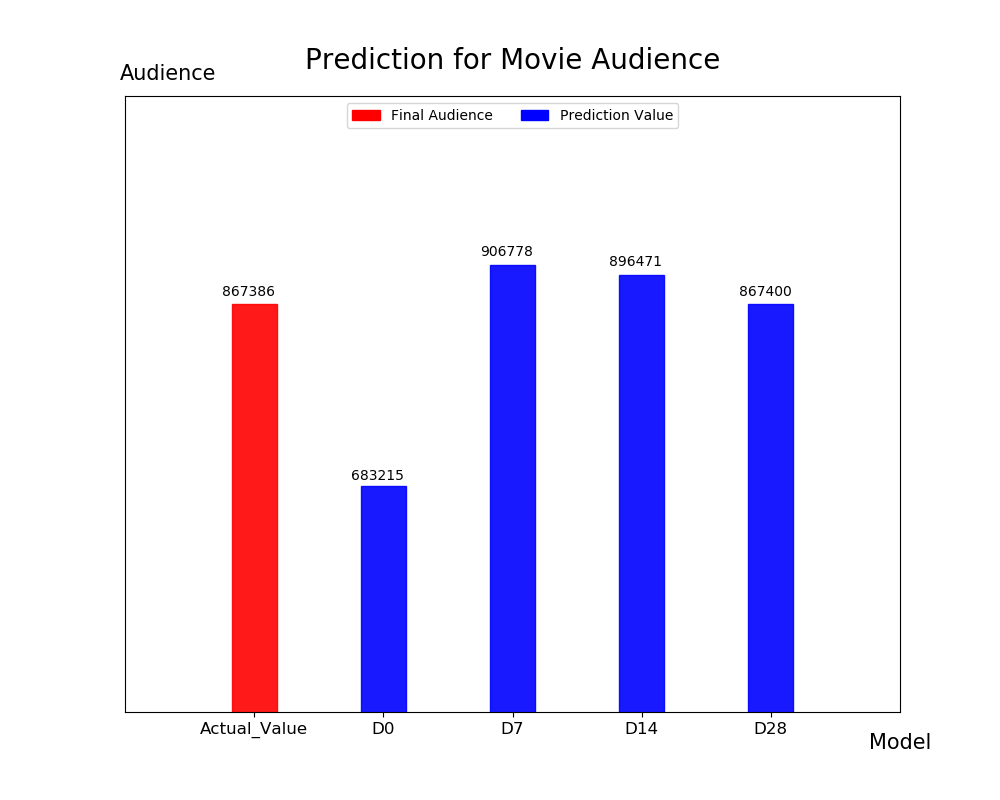 Prediction for Movie Audience
Audience
Final Audience
Prediction Value
867386
683215
906778
896471
867400
Actual_Value
D0
D7
D14
D28
Model